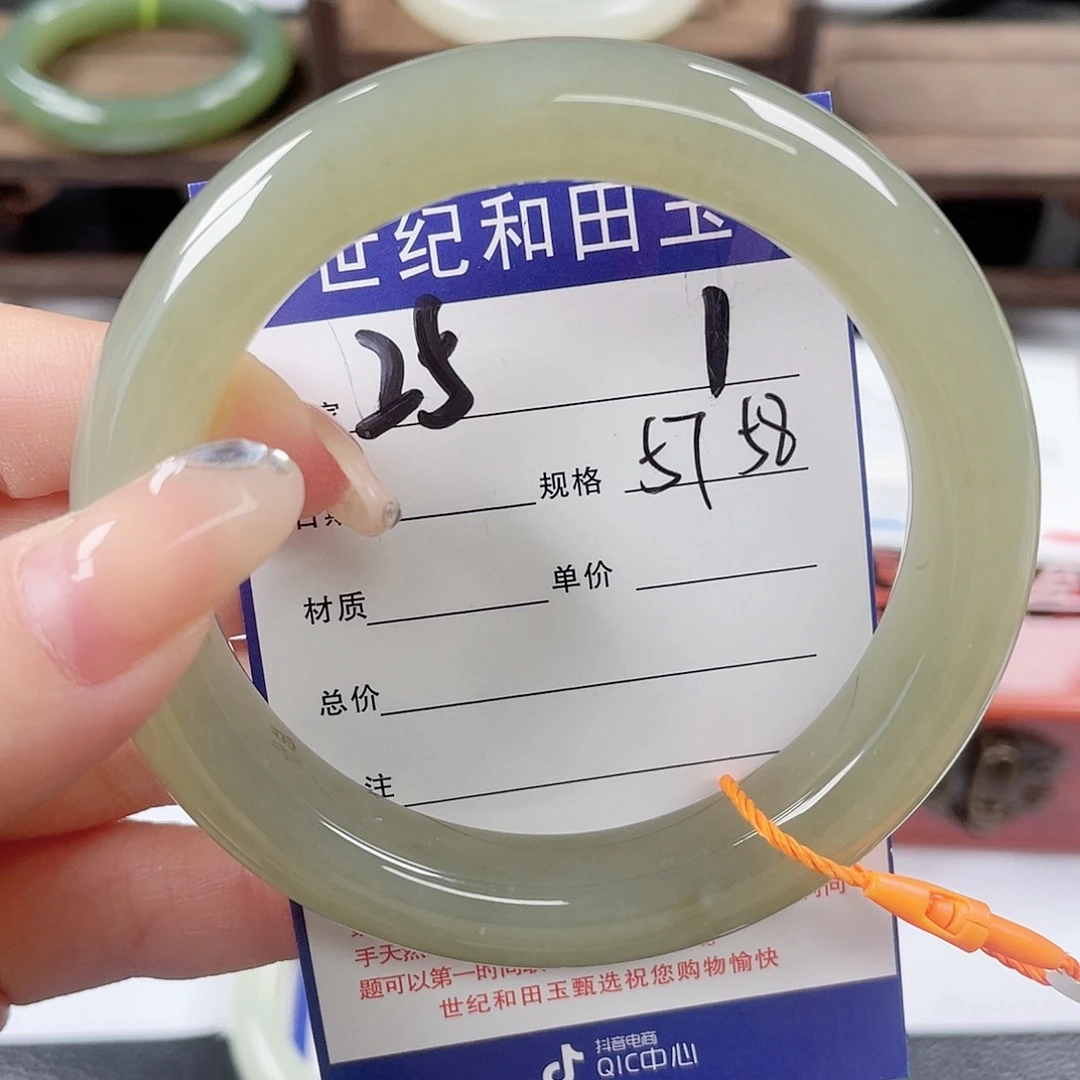 世纪和田玉
25 1
规格 57 58
材质 单价
总价
注
手天然
题可以第一时间
世纪和田玉甄选祝您购物愉快
抖音电商
QIC中心